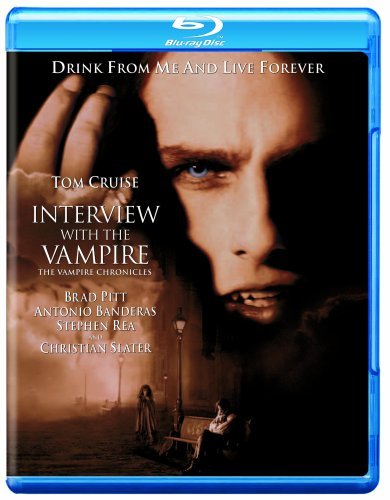 Blu-ray Disc
DRINK FROM ME AND LIVE FOREVER
TOM CRUISE
INTERVIEW
WITH THE
VAMPIRE
THE VAMPIRE CHRONICLES
BRAD PITT
ANTONIO BANDERAS
STEPHEN REA
AND
CHRISTIAN SLATER